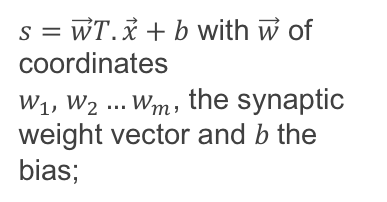 s = w⃗T. x⃗ + b with w⃗ of
coordinates
w₁, w₂ ... wₘ, the synaptic
weight vector and b the
bias;